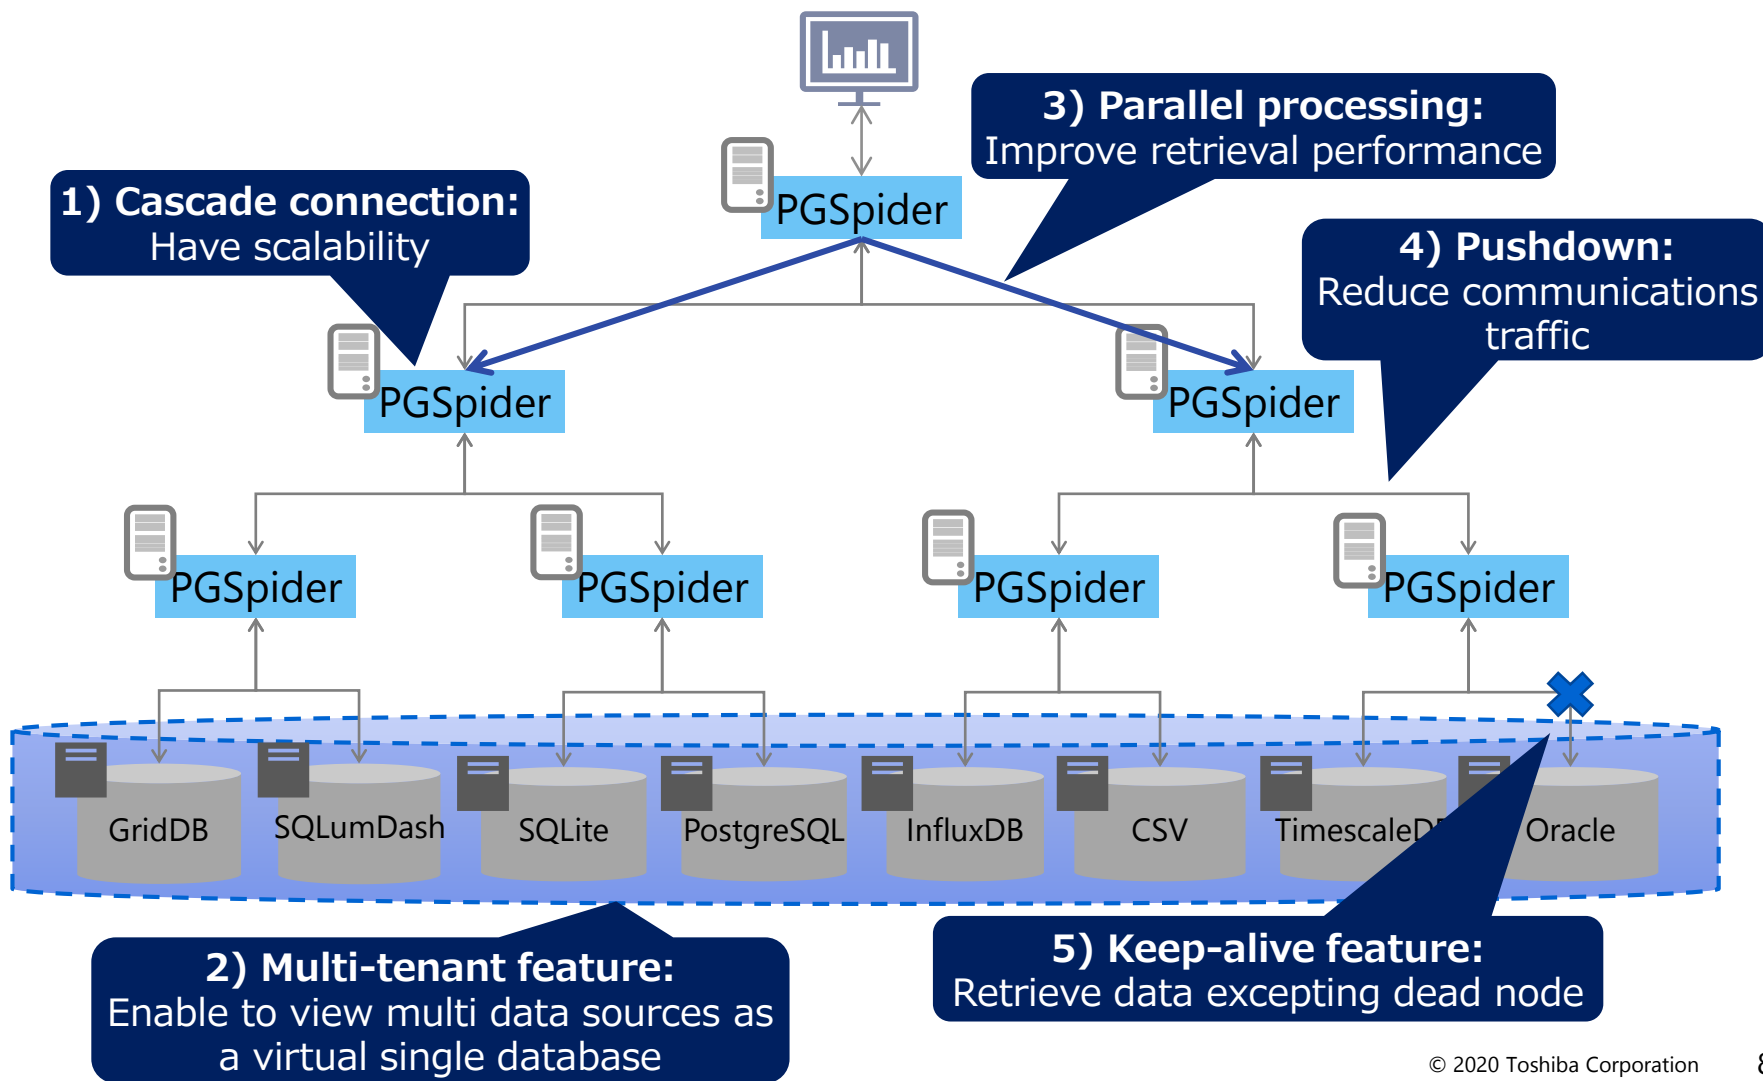 3) Parallel processing:
Improve retrieval performance
1) Cascade connection:
Have scalability
PGSpider
4) Pushdown:
Reduce communications
traffic
PGSpider
PGSpider
PGSpider
PGSpider
PGSpider
PGSpider
GridDB
SQLumDash
SQLite
PostgreSQL
InfluxDB
CSV
TimescaleDB
Oracle
2) Multi-tenant feature:
Enable to view multi data sources as
a virtual single database
5) Keep-alive feature:
Retrieve data excepting dead node
© 2020 Toshiba Corporation
8